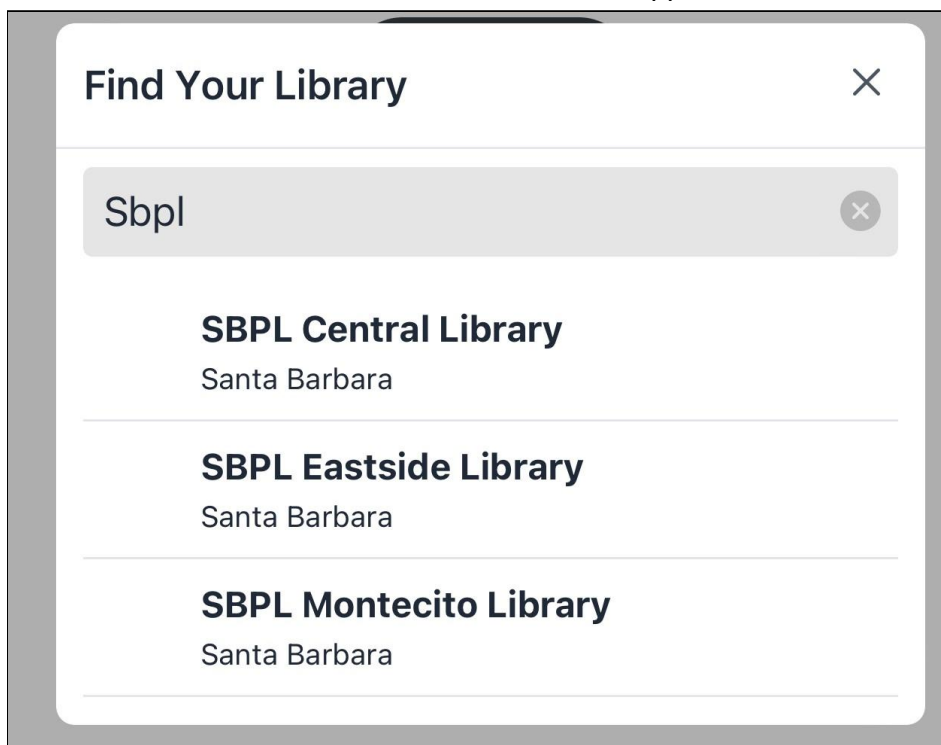 Find Your Library
Sbpl
SBPL Central Library
Santa Barbara
SBPL Eastside Library
Santa Barbara
SBPL Montecito Library
Santa Barbara